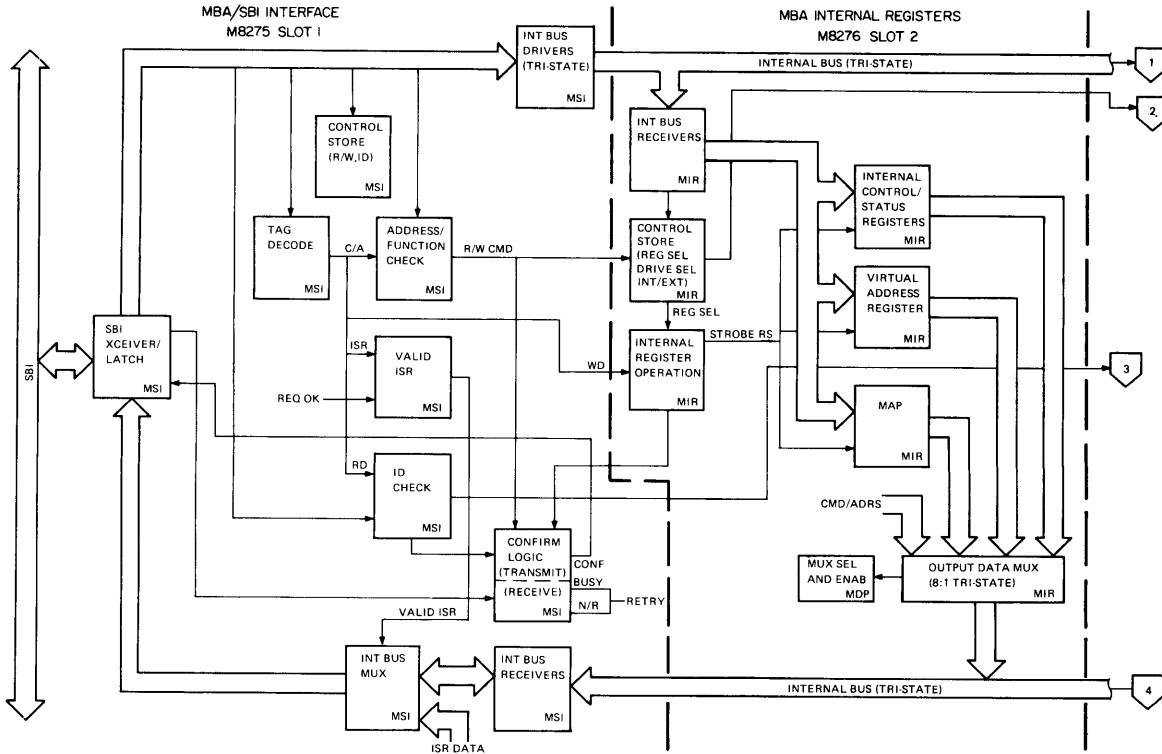 MBA/SBI INTERFACE
M8275 SLOT 1
MBA INTERNAL REGISTERS
M8276 SLOT 2
INT BUS
DRIVERS
(TRI-STATE)
MSI
INTERNAL BUS (TRI-STATE)
1
2
CONTROL
STORE
(R/W,ID)
MSI
INT BUS
RECEIVERS
MIR
INTERNAL
CONTROL/
STATUS
REGISTERS
MIR
TAG
DECODE
MSI
C/A
ADDRESS/
FUNCTION
CHECK
MSI
R/W CMD
CONTROL
STORE
(REG SEL
DRIVE SEL
INT/EXT)
MIR
REG SEL
VIRTUAL
ADDRESS
REGISTER
MIR
SBI
SBI
XCEIVER/
LATCH
MSI
ISR
REQ OK
VALID
ISR
MSI
WD
INTERNAL
REGISTER
OPERATION
MIR
STROBE RS
3
MAP
MIR
RD
ID
CHECK
MSI
CMD/ADRS
CONFIRM
LOGIC
(TRANSMIT)
(RECEIVE)
MSI
CONF
BUSY
N/R
RETRY
MUX SEL
AND ENAB
MDP
OUTPUT DATA MUX
(8:1 TRI-STATE)
MIR
VALID ISR
INT BUS
MUX
MSI
INT BUS
RECEIVERS
MSI
INTERNAL BUS (TRI-STATE)
4
ISR DATA